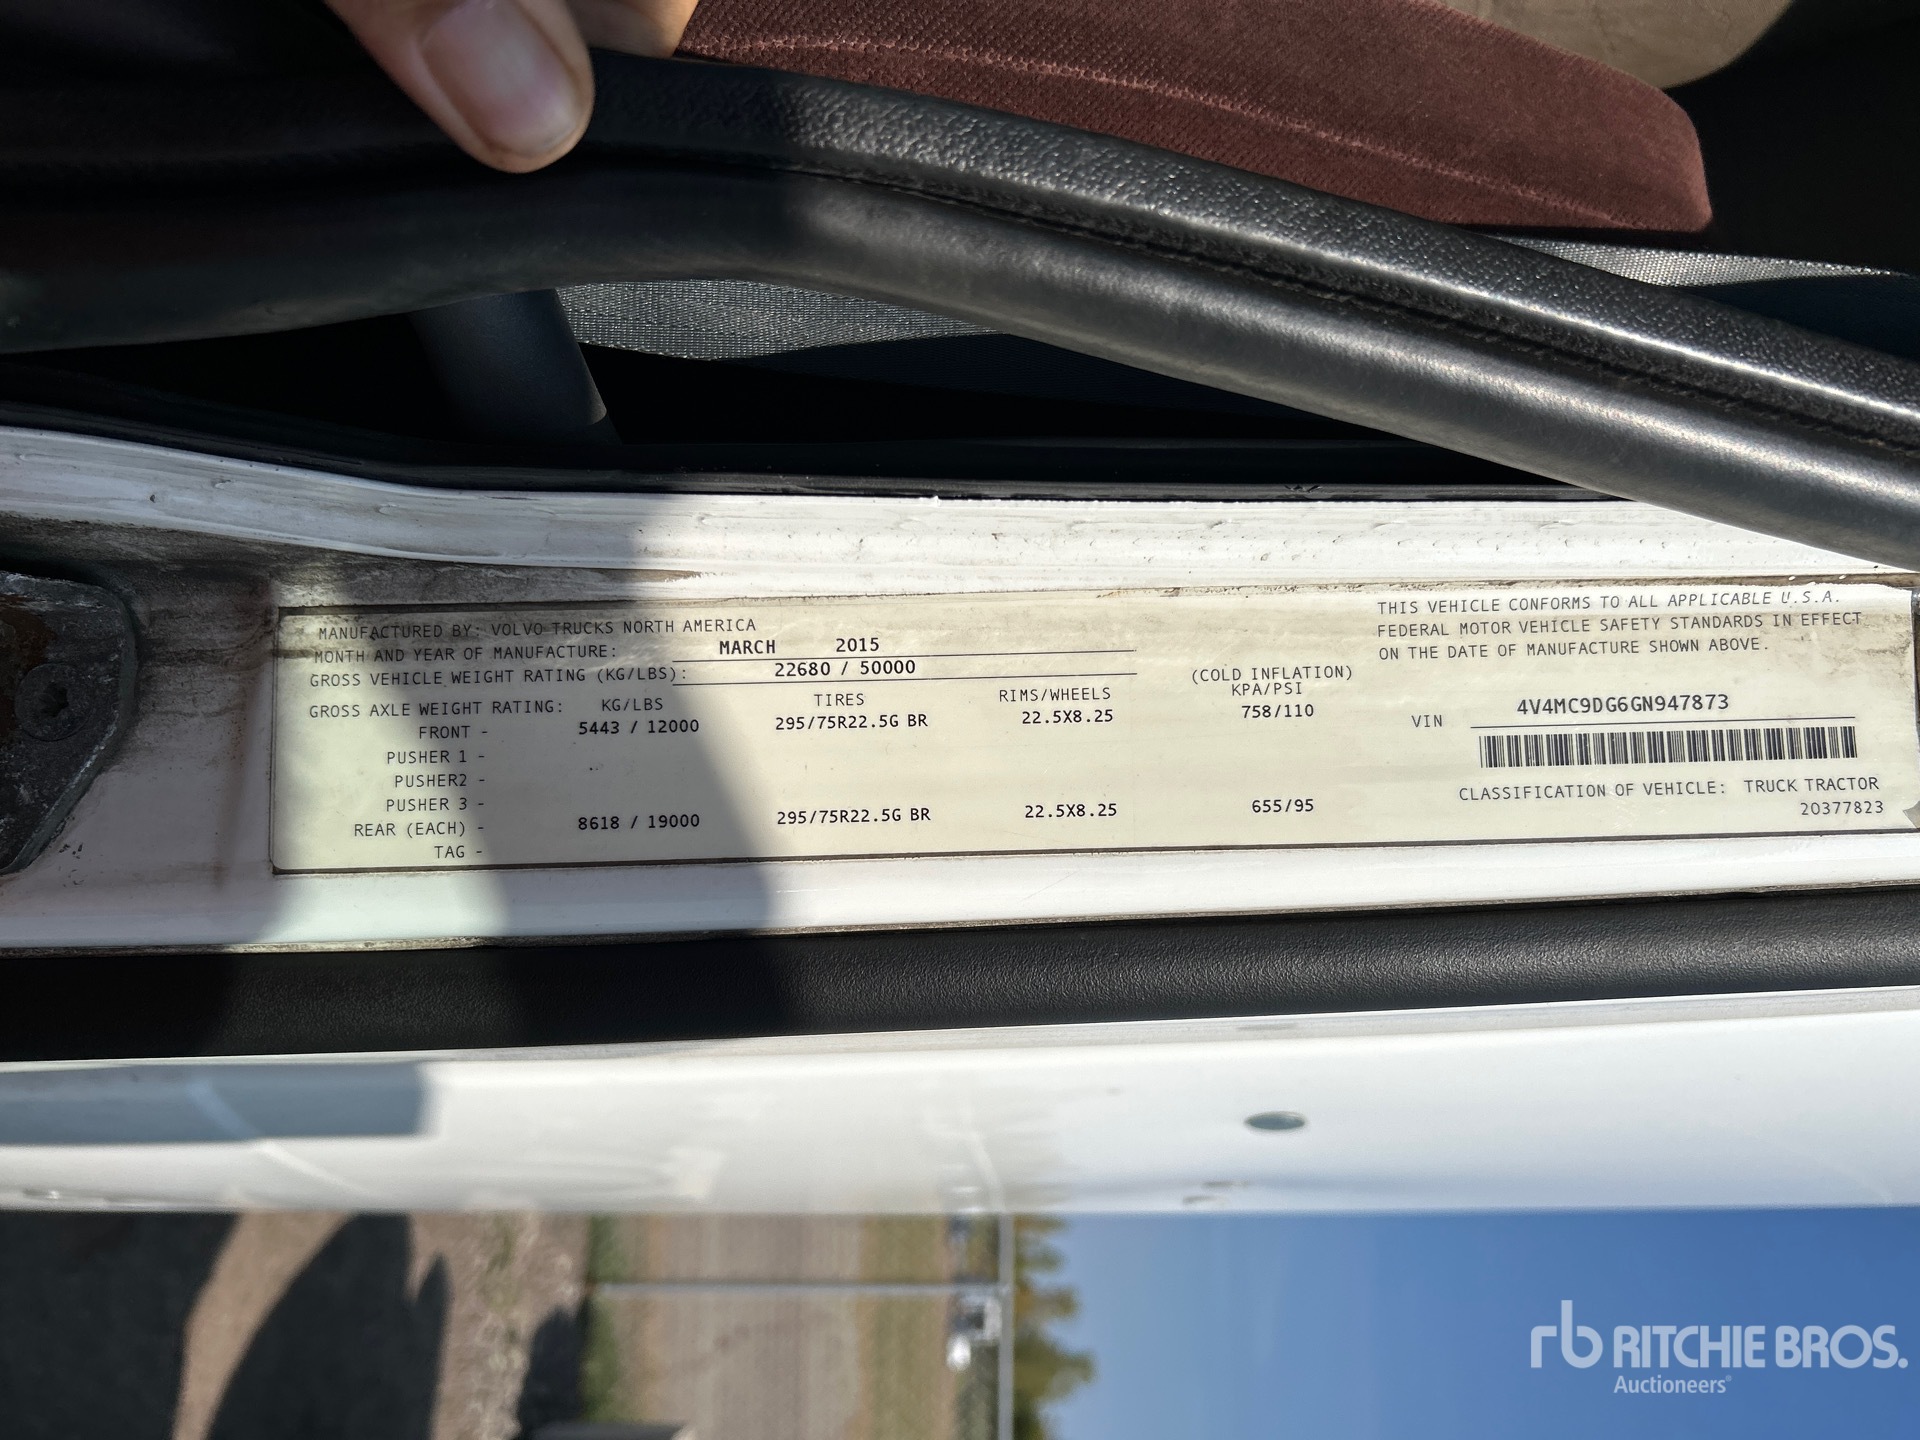 MANUFACTURED BY: VOLVO TRUCKS NORTH AMERICA
MONTH AND YEAR OF MANUFACTURE: MARCH 2015
GROSS VEHICLE WEIGHT RATING (KG/LBS): 22680 / 50000
GROSS AXLE WEIGHT RATING: KG/LBS TIRES RIMS/WHEELS (COLD INFLATION) KPA/PSI
FRONT - 5443 / 12000 295/75R22.5G BR 22.5X8.25 758/110
PUSHER 1 -
PUSHER2 -
PUSHER 3 -
REAR (EACH) - 8618 / 19000 295/75R22.5G BR 22.5X8.25 655/95
TAG -
THIS VEHICLE CONFORMS TO ALL APPLICABLE U.S.A.
FEDERAL MOTOR VEHICLE SAFETY STANDARDS IN EFFECT
ON THE DATE OF MANUFACTURE SHOWN ABOVE.
VIN 4V4MC9DG6GN947873
CLASSIFICATION OF VEHICLE: TRUCK TRACTOR
20377823
rb RITCHIE BROS.
Auctioneers